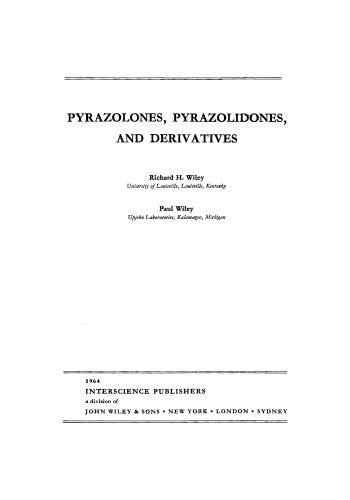 PYRAZOLONES, PYRAZOLIDONES,
AND DERIVATIVES
Richard H. Wiley
University of Louisville, Louisville, Kentucky
Paul Wiley
Upjohn Laboratories, Kalamazoo, Michigan
1964
INTERSCIENCE PUBLISHERS
a division of
JOHN WILEY & SONS • NEW YORK • LONDON • SYDNEY